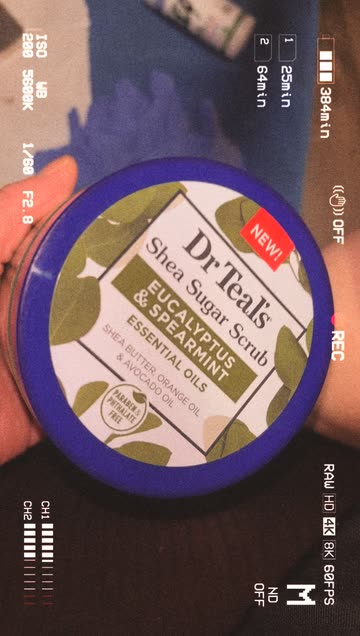 384min
OFF
REC
RAW HD 4K 8K 60FPS
1 25min
2 64min
ND
OFF
M
ISO WB
200 5600K 1/60 F2.8
CH1
CH2
NEW!
Dr Teal's
Shea Sugar Scrub
EUCALYPTUS
& SPEARMINT
ESSENTIAL OILS
SHEA BUTTER, ORANGE OIL
& AVOCADO OIL
PARABEN &
PHTHALATE
FREE